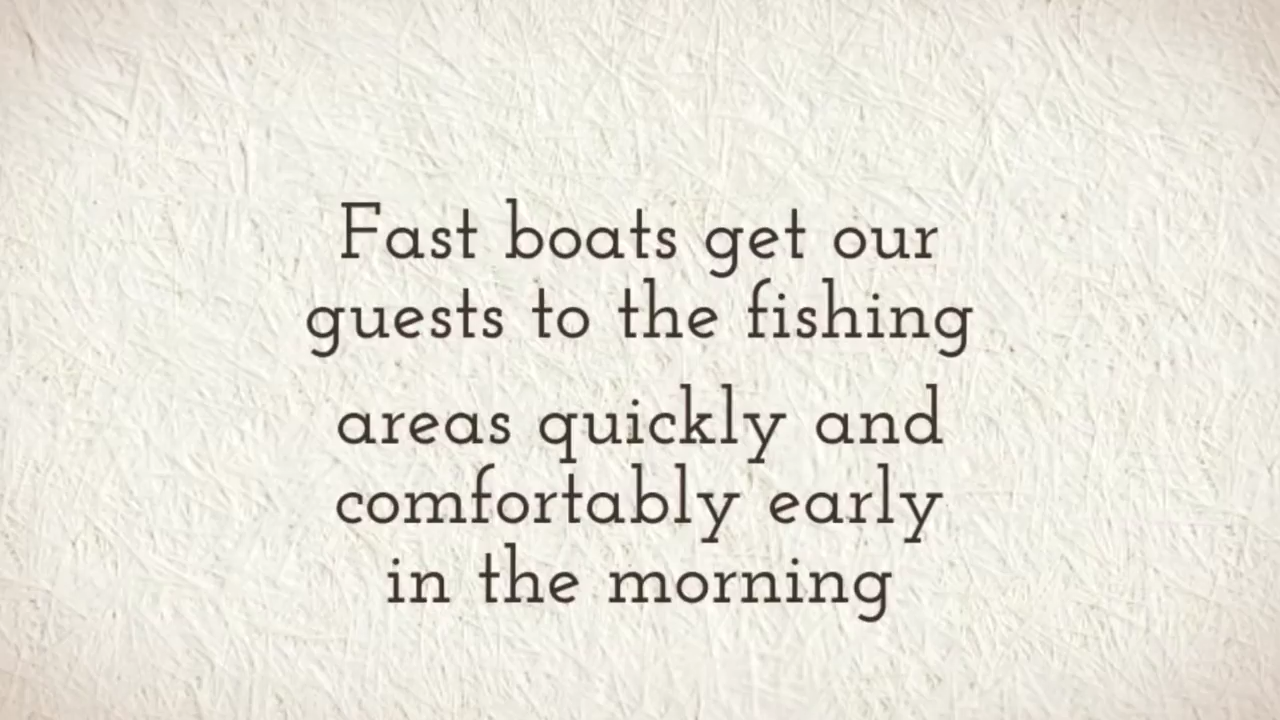 Fast boats get our
guests to the fishing
areas quickly and
comfortably early
in the morning